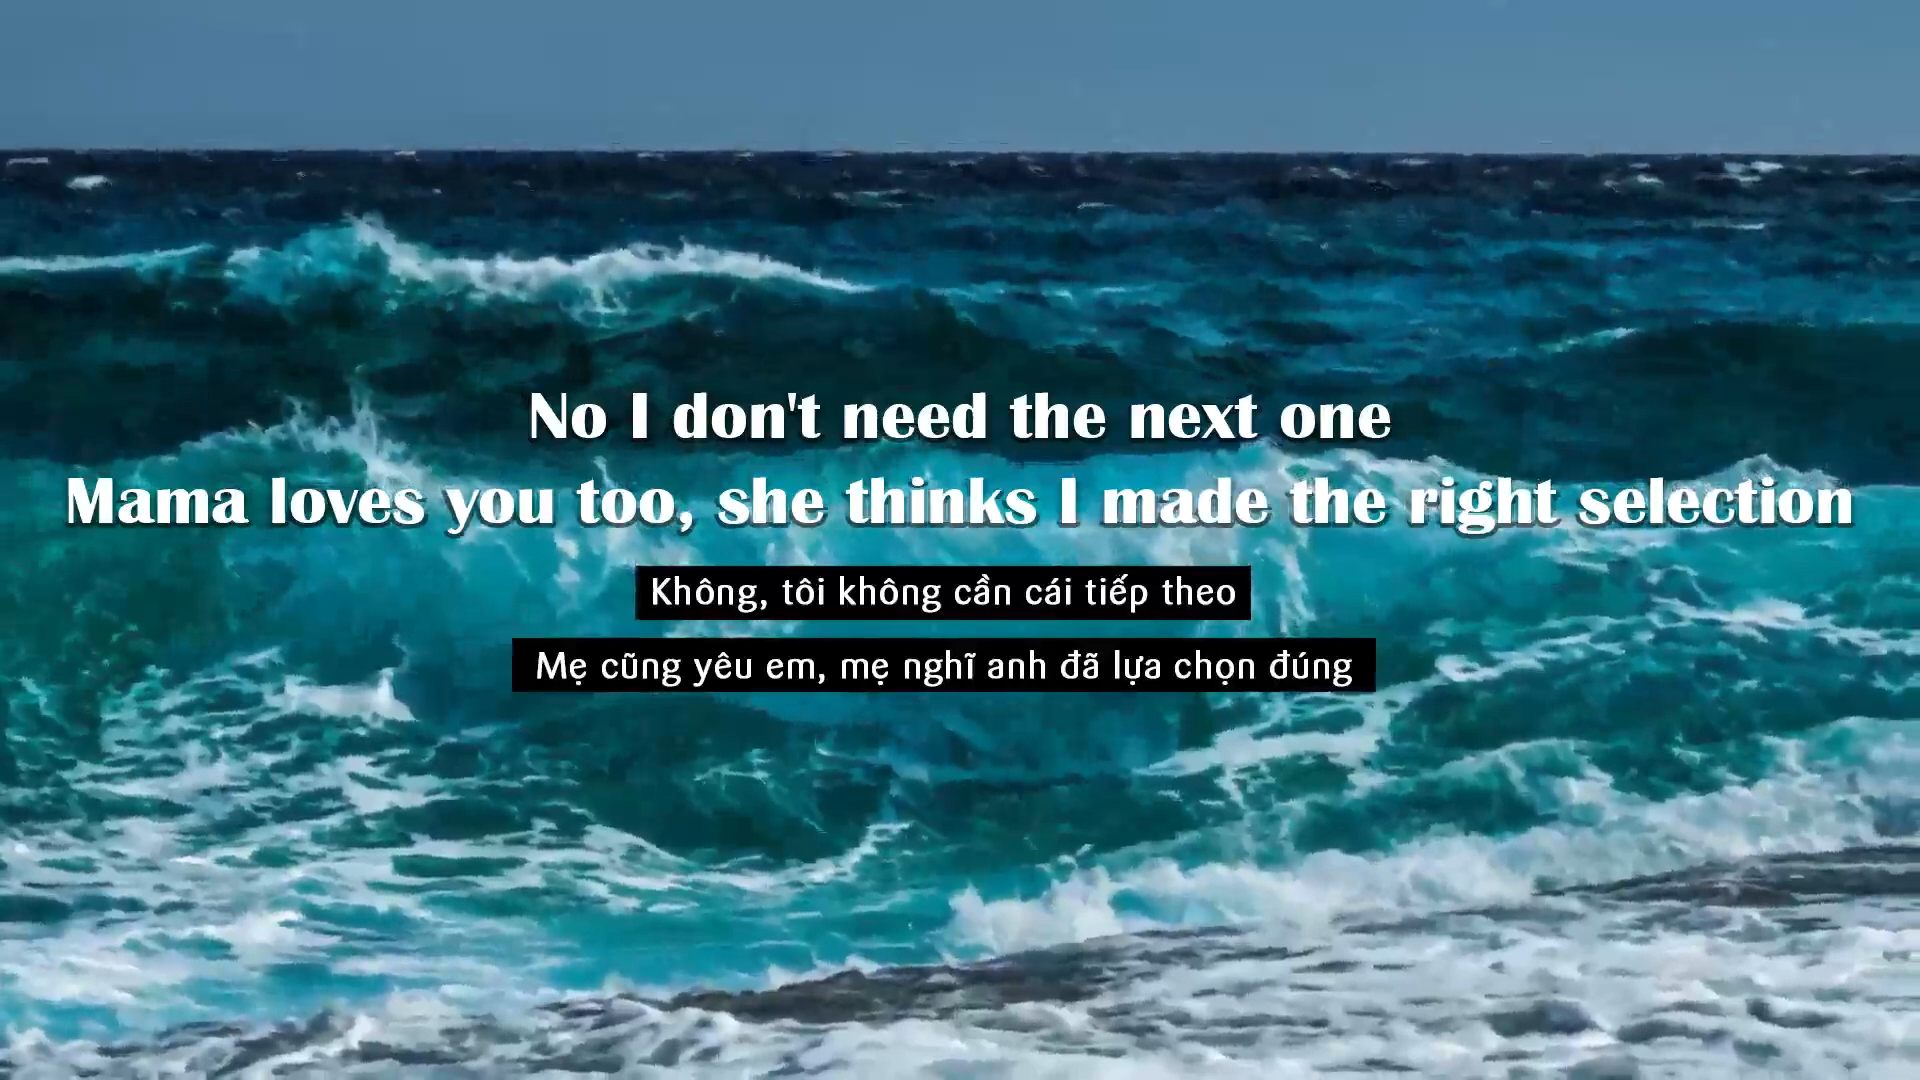 No I don't need the next one
Mama loves you too, she thinks I made the right selection
Không, tôi không cần cái tiếp theo
Mẹ cũng yêu em, mẹ nghĩ anh đã lựa chọn đúng